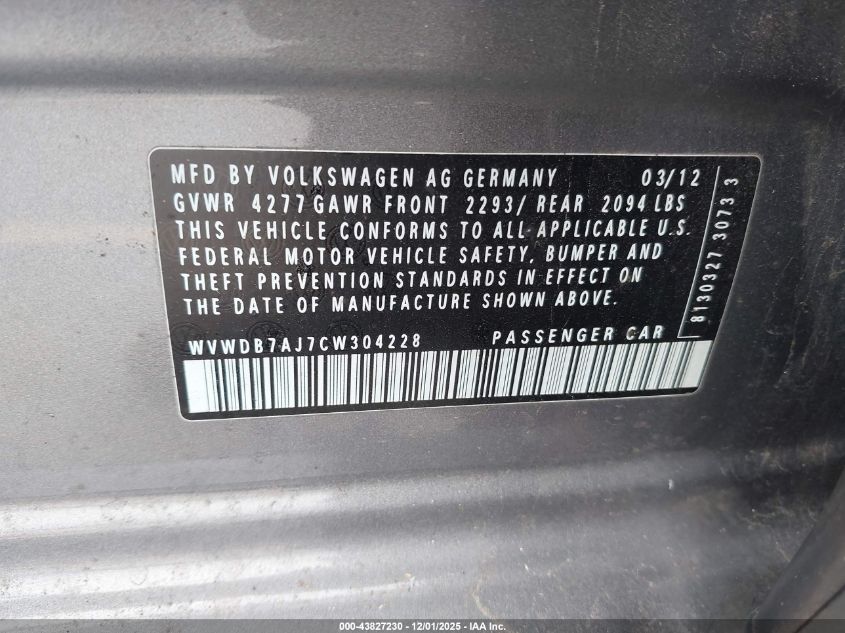 MFD BY VOLKSWAGEN AG GERMANY 03/12
GVWR 4277 GAWR FRONT 2293/ REAR 2094 LBS
THIS VEHICLE CONFORMS TO ALL APPLICABLE U.S.
FEDERAL MOTOR VEHICLE SAFETY, BUMPER AND
THEFT PREVENTION STANDARDS IN EFFECT ON
THE DATE OF MANUFACTURE SHOWN ABOVE.
WVWDB7AJ7CW304228 PASSENGER CAR
8130327 3073 3
000-43827230 - 12/01/2025 - IAA Inc.